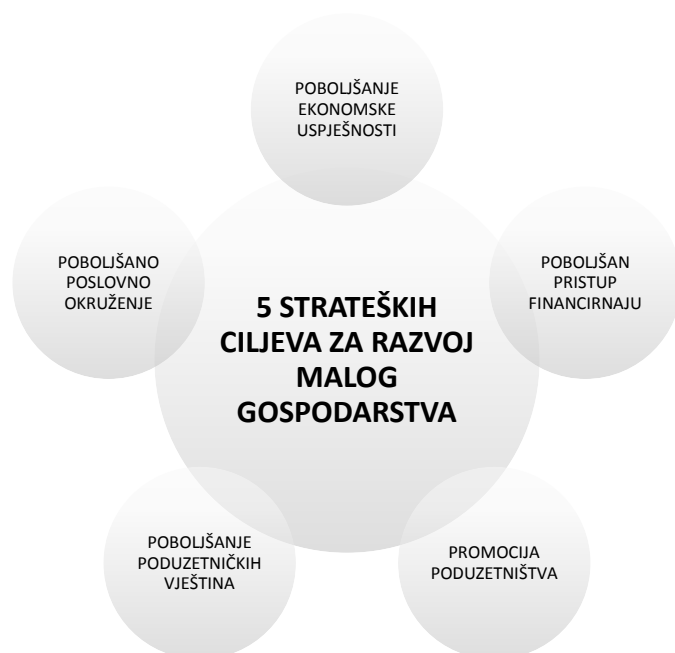 POBOLJŠANJE
EKONOMSKE
USPJEŠNOSTI
POBOLJŠAN
PRISTUP
FINANCIRNAJU
PROMOCIJA
PODUZETNIŠTVA
POBOLJŠANJE
PODUZETNIČKIH
VJEŠTINA
POBOLJŠANO
POSLOVNO
OKRUŽENJE
5 STRATEŠKIH
CILJEVA ZA RAZVOJ
MALOG
GOSPODARSTVA